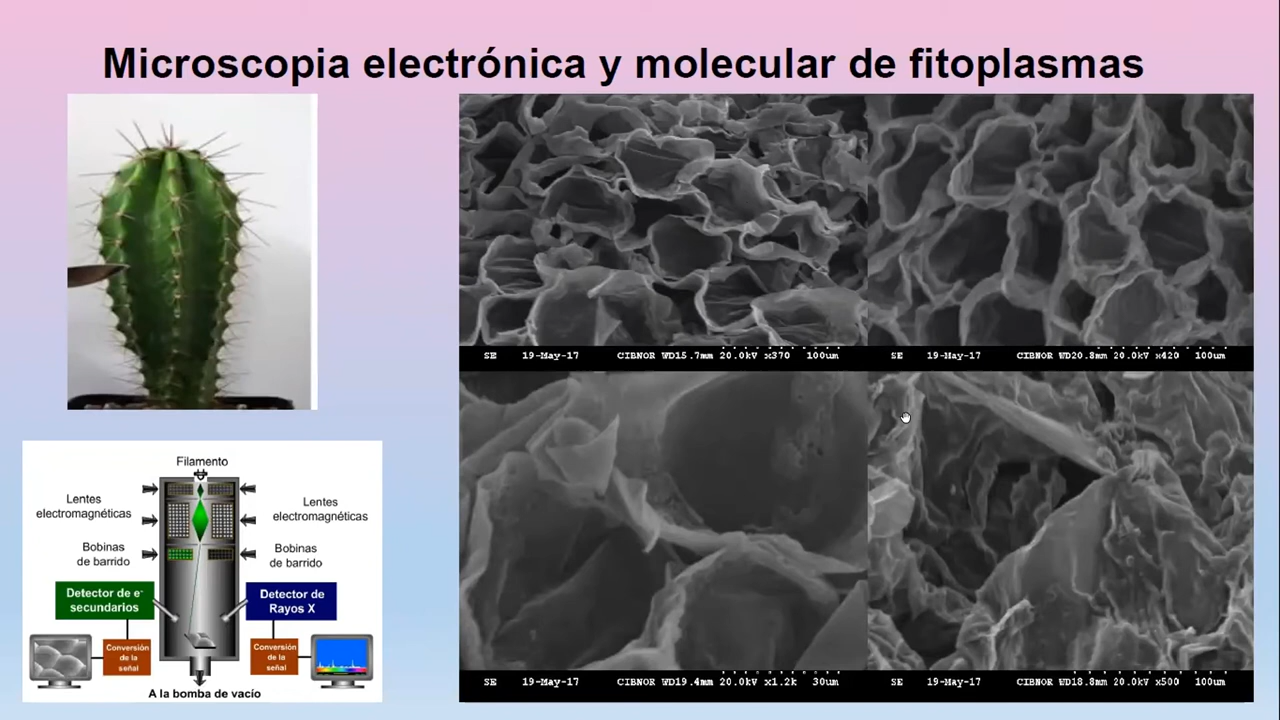 Microscopia electrónica y molecular de fitoplasmas
SE 19-May-17 CIBNOR WD15.7mm 20.0kV x370 100um
SE 19-May-17 CIBNOR WD20.8mm 20.0kV x420 100um
SE 19-May-17 CIBNOR WD19.4mm 20.0kV x1.2k 30um
SE 19-May-17 CIBNOR WD18.8mm 20.0kV x500 100um
Filamento
Lentes
electromagnéticas
Lentes
electromagnéticas
Bobinas
de barrido
Bobinas
de barrido
Detector de e-
secundarios
Detector de
Rayos X
Conversión
de la
señal
Conversión
de la
señal
A la bomba de vacío